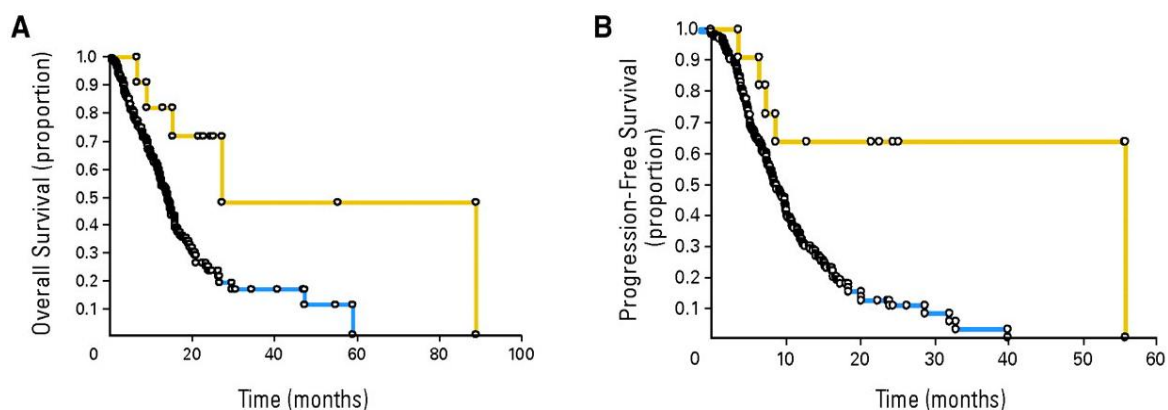 A
Overall Survival (proportion)
1.0
0.9
0.8
0.7
0.6
0.5
0.4
0.3
0.2
0.1
0 20 40 60 80 100
Time (months)
B
Progression-Free Survival
(proportion)
1.0
0.9
0.8
0.7
0.6
0.5
0.4
0.3
0.2
0.1
0 10 20 30 40 50 60
Time (months)